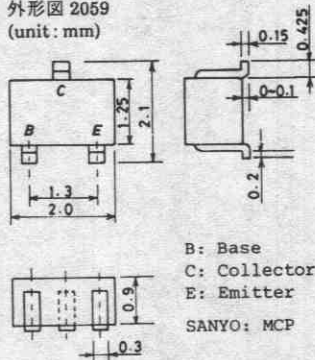 外形図 2059
(unit: mm)
C
B E
1.25
2.1
1.3
2.0
0.15
0.425
0~0.1
0.2
0.9
0.3
B: Base
C: Collector
E: Emitter
SANYO: MCP